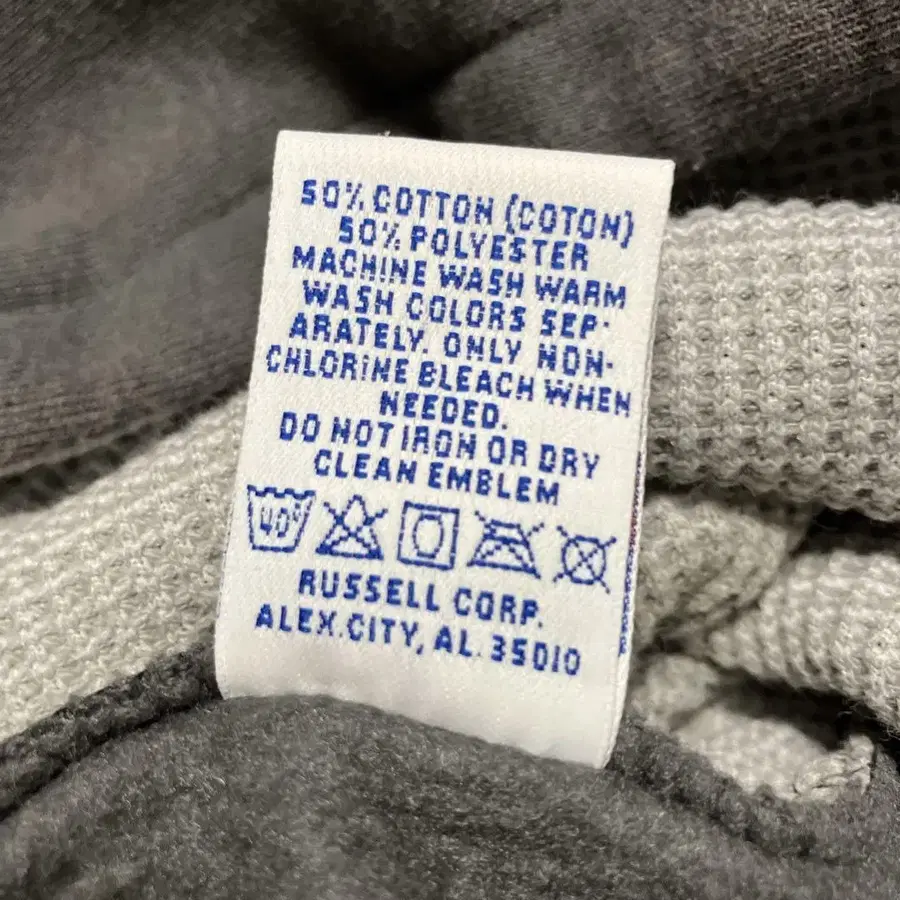 50% COTTON (COTON)
50% POLYESTER
MACHINE WASH WARM
WASH COLORS SEP-
ARATELY. ONLY NON-
CHLORINE BLEACH WHEN
NEEDED.
DO NOT IRON OR DRY
CLEAN EMBLEM
40°
RUSSELL CORP.
ALEX.CITY, AL. 35010